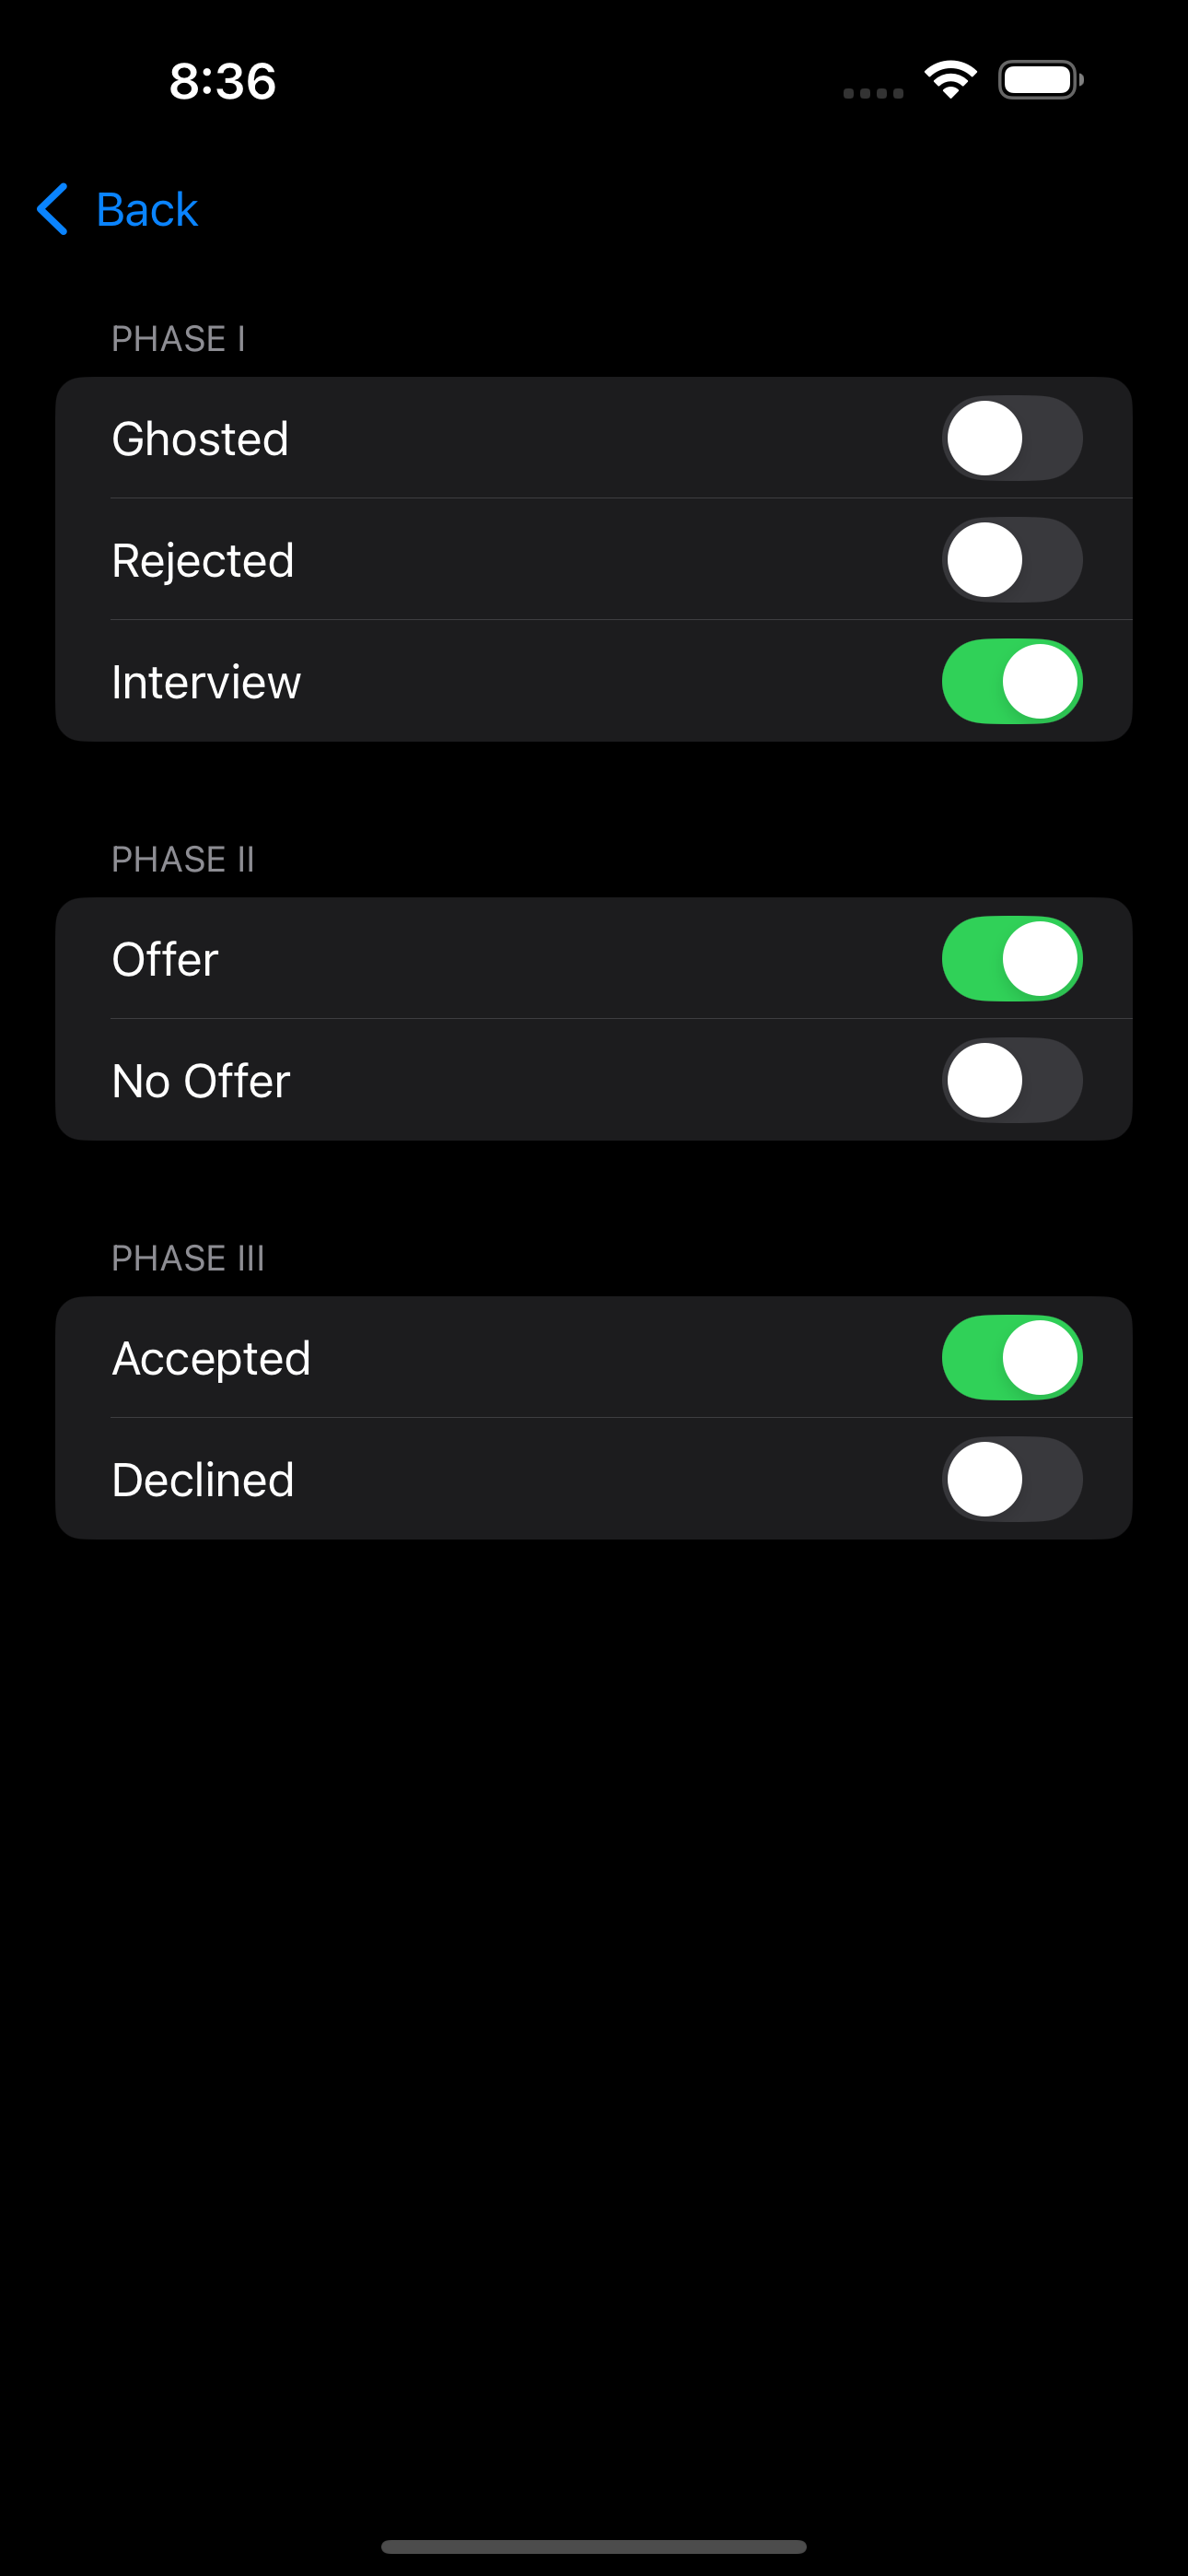 8:36
Back
PHASE I
Ghosted
Rejected
Interview
PHASE II
Offer
No Offer
PHASE III
Accepted
Declined